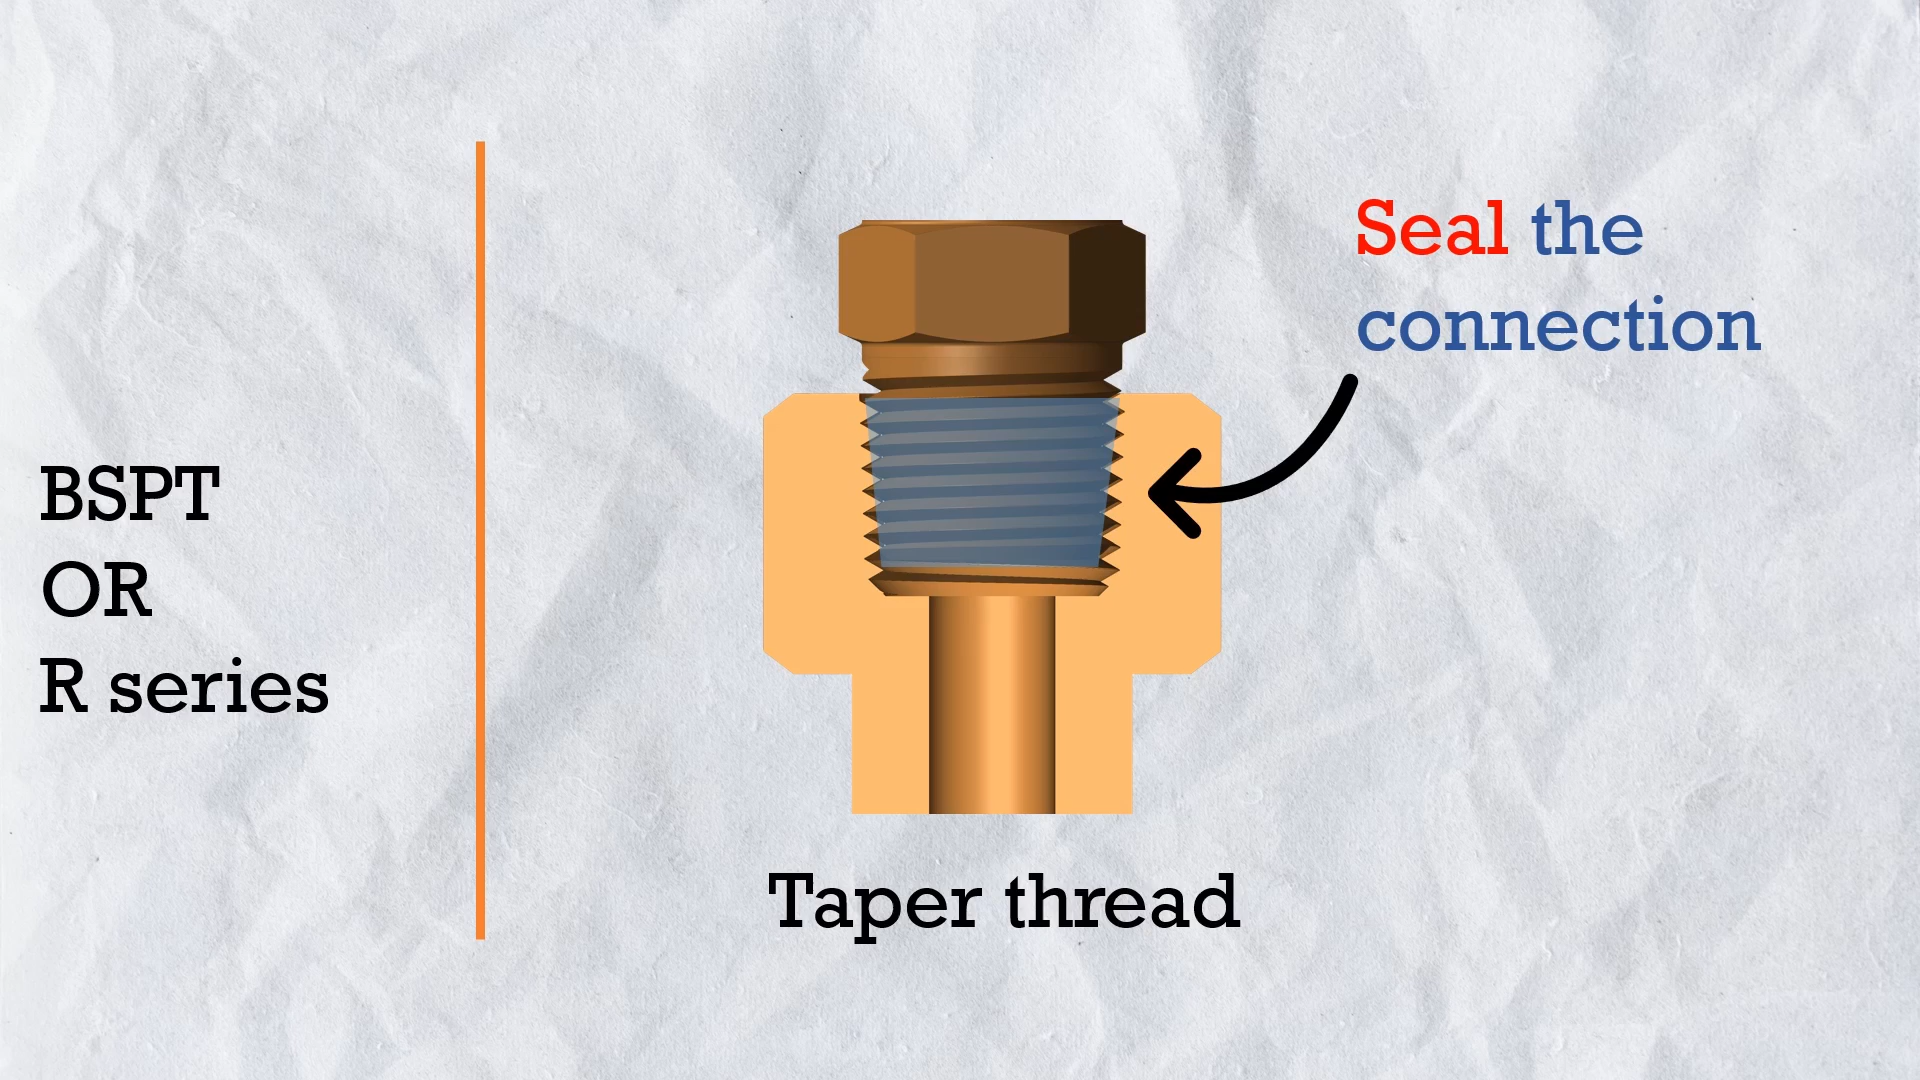 BSPT
OR
R series
Seal the
connection
Taper thread